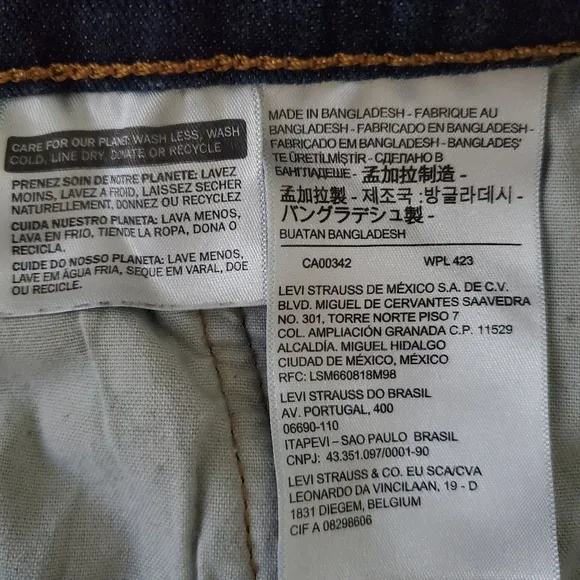 CARE FOR OUR PLANET: WASH LESS, WASH
COLD, LINE DRY, DONATE OR RECYCLE
PRENEZ SOIN DE NOTRE PLANETE: LAVEZ
MOINS, LAVEZ A FROID, LAISSEZ SECHER
NATURELLEMENT, DONNEZ OU RECYCLEZ
CUIDA NUESTRO PLANETA: LAVA MENOS,
LAVA EN FRIO, TIENDE LA ROPA, DONA O
RECICLA.
CUIDE DO NOSSO PLANETA: LAVE MENOS,
LAVE EM ÁGUA FRIA, SEQUE EM VARAL, DOE
OU RECICLE.
MADE IN BANGLADESH - FABRIQUE AU
BANGLADESH - FABRICADO EN BANGLADESH -
FABRICADO EM BANGLADESH - BANGLADEŞ'
TE ÜRETİLMİŞTİR - СДЕЛАНО В
БАНГЛАДЕШЕ - 孟加拉制造 -
孟加拉製 - 제조국 :방글라데시 -
バングラデシュ製 -
BUATAN BANGLADESH
CA00342 WPL 423
LEVI STRAUSS DE MÉXICO S.A. DE C.V.
BLVD. MIGUEL DE CERVANTES SAAVEDRA
NO. 301, TORRE NORTE PISO 7
COL. AMPLIACIÓN GRANADA C.P. 11529
ALCALDÍA. MIGUEL HIDALGO
CIUDAD DE MÉXICO, MÉXICO
RFC: LSM660818M98
LEVI STRAUSS DO BRASIL
AV. PORTUGAL, 400
06690-110
ITAPEVI – SAO PAULO BRASIL
CNPJ: 43.351.097/0001-90
LEVI STRAUSS & CO. EU SCA/CVA
LEONARDO DA VINCILAAN, 19 - D
1831 DIEGEM, BELGIUM
CIF A 08298606